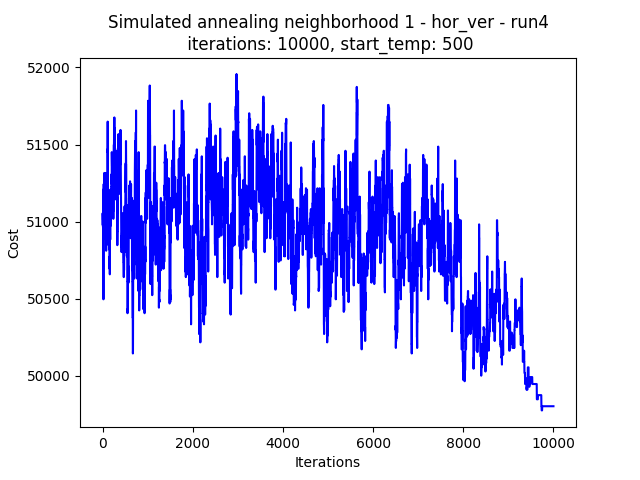 Simulated annealing neighborhood 1 - hor_ver - run4
iterations: 10000, start_temp: 500
52000
51500
51000
50500
50000
Cost
0 2000 4000 6000 8000 10000
Iterations